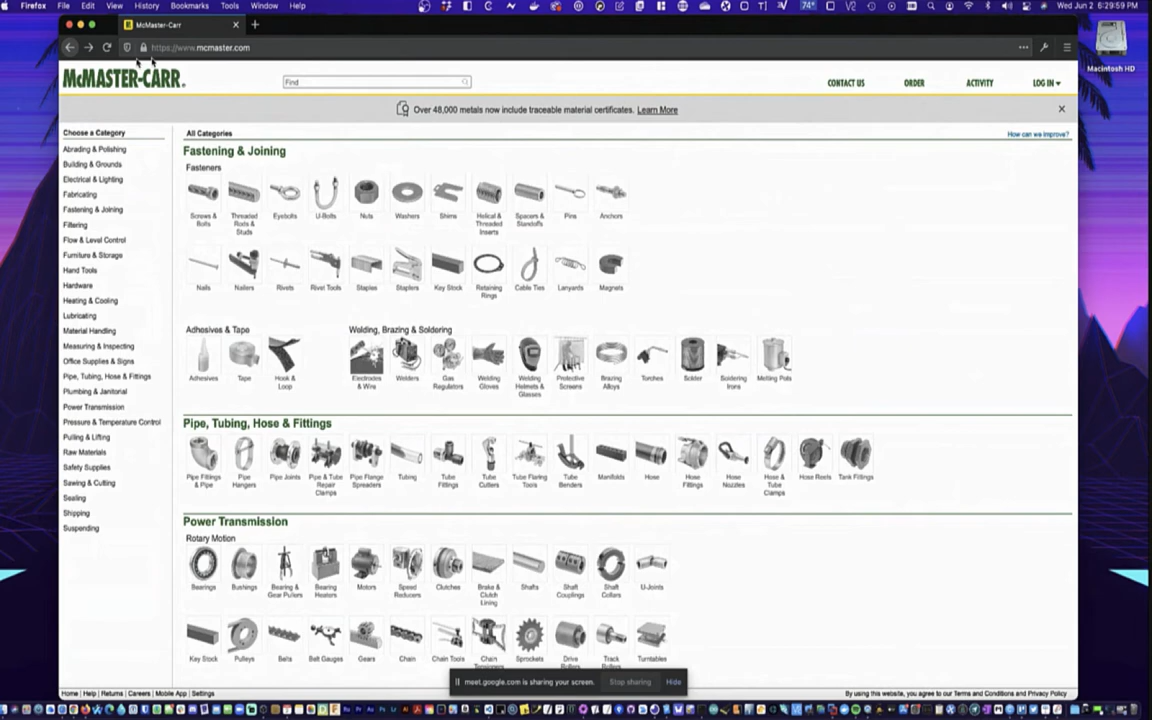 Firefox File Edit View History Bookmarks Tools Window Help
74°
Wed Jun 2 6:29:59 PM
McMaster-Carr
https://www.mcmaster.com
Macintosh HD
McMASTER-CARR®
Find
CONTACT US ORDER ACTIVITY LOG IN
Over 48,000 metals now include traceable material certificates. Learn More
Choose a Category
Abrading & Polishing
Building & Grounds
Electrical & Lighting
Fabricating
Fastening & Joining
Filtering
Flow & Level Control
Furniture & Storage
Hand Tools
Hardware
Heating & Cooling
Lubricating
Material Handling
Measuring & Inspecting
Office Supplies & Signs
Pipe, Tubing, Hose & Fittings
Plumbing & Janitorial
Power Transmission
Pressure & Temperature Control
Pulling & Lifting
Raw Materials
Safety Supplies
Sawing & Cutting
Sealing
Shipping
Suspending
All Categories
How can we improve?
Fastening & Joining
Fasteners
Screws & Bolts
Threaded Rods & Studs
Eyebolts
U-Bolts
Nuts
Washers
Shims
Helical & Threaded Inserts
Spacers & Standoffs
Pins
Anchors
Nails
Nailers
Rivets
Rivet Tools
Staples
Staplers
Key Stock
Retaining Rings
Cable Ties
Lanyards
Magnets
Adhesives & Tape
Adhesives
Tape
Hook & Loop
Welding, Brazing & Soldering
Electrodes & Wire
Welders
Gas Regulators
Welding Gloves
Welding Helmets & Glasses
Protective Screens
Brazing Alloys
Torches
Solder
Soldering Irons
Melting Pots
Pipe, Tubing, Hose & Fittings
Pipe Fittings & Pipe
Pipe Hangers
Pipe Joints
Pipe & Tube Repair Clamps
Pipe Flange Spreaders
Tubing
Tube Fittings
Tube Cutters
Tube Flaring Tools
Tube Benders
Manifolds
Hose
Hose Fittings
Hose Nozzles
Hose & Tube Clamps
Hose Reels
Tank Fittings
Power Transmission
Rotary Motion
Bearings
Bushings
Bearing & Gear Pullers
Bearing Heaters
Motors
Speed Reducers
Clutches
Brake & Clutch Lining
Shafts
Shaft Couplings
Shaft Collars
U-Joints
Key Stock
Pulleys
Belts
Belt Gauges
Gears
Chain
Chain Tools
Chain
Sprockets
Drive
Track
Turntables
meet.google.com is sharing your screen. Stop sharing Hide
Home | Help | Returns | Careers | Mobile App | Settings
By using this website, you agree to our Terms and Conditions and Privacy Policy